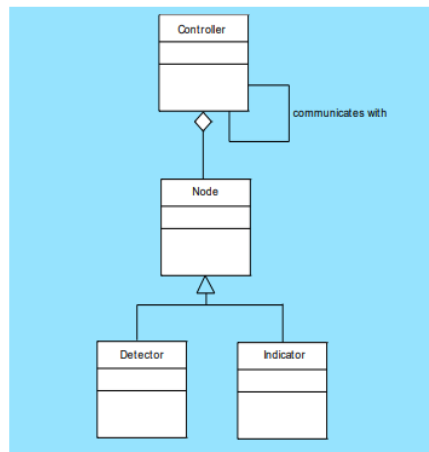 Controller
communicates with
Node
Detector
Indicator